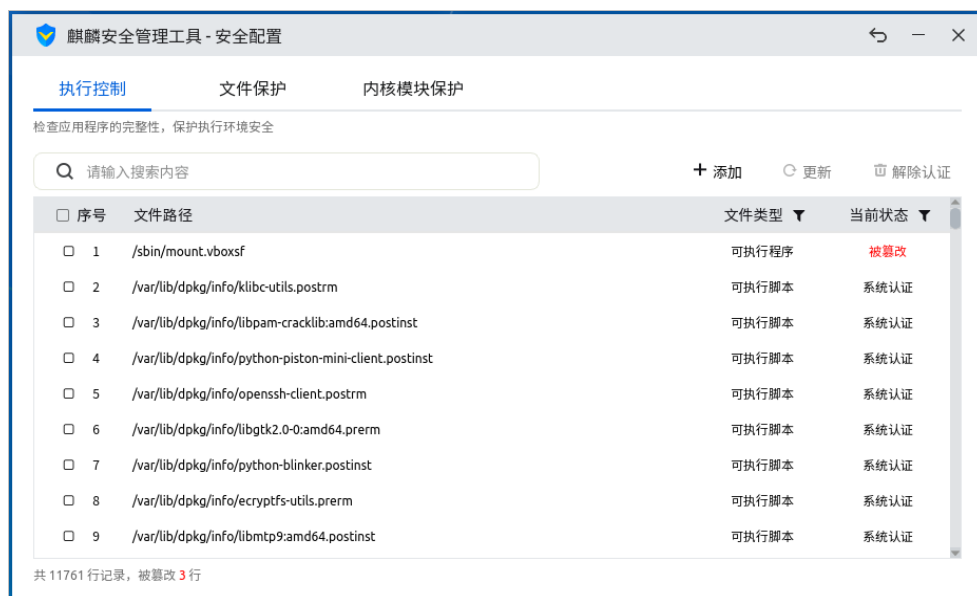 麒麟安全管理工具 - 安全配置
执行控制 文件保护 内核模块保护
检查应用程序的完整性，保护执行环境安全
请输入搜索内容 添加 更新 解除认证
序号 文件路径 文件类型 当前状态
1 /sbin/mount.vboxsf 可执行程序 被篡改
2 /var/lib/dpkg/info/klibc-utils.postrm 可执行脚本 系统认证
3 /var/lib/dpkg/info/libpam-cracklib:amd64.postinst 可执行脚本 系统认证
4 /var/lib/dpkg/info/python-piston-mini-client.postinst 可执行脚本 系统认证
5 /var/lib/dpkg/info/openssh-client.postrm 可执行脚本 系统认证
6 /var/lib/dpkg/info/libgtk2.0-0:amd64.prerm 可执行脚本 系统认证
7 /var/lib/dpkg/info/python-blinker.postinst 可执行脚本 系统认证
8 /var/lib/dpkg/info/ecryptfs-utils.prerm 可执行脚本 系统认证
9 /var/lib/dpkg/info/libmtp9:amd64.postinst 可执行脚本 系统认证
共 11761 行记录，被篡改 3 行